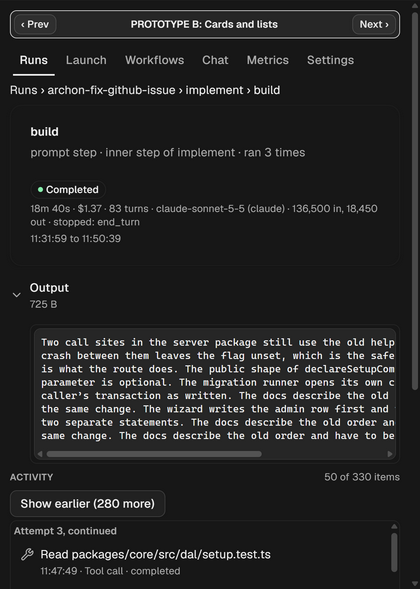 ‹ Prev
PROTOTYPE B: Cards and lists
Next ›
Runs Launch Workflows Chat Metrics Settings
Runs › archon-fix-github-issue › implement › build
build
prompt step · inner step of implement · ran 3 times
Completed
18m 40s · $1.37 · 83 turns · claude-sonnet-5-5 (claude) · 136,500 in, 18,450
out · stopped: end_turn
11:31:59 to 11:50:39
Output
725 B
Two call sites in the server package still use the old help
crash between them leaves the flag unset, which is the safe
is what the route does. The public shape of declareSetupCom
parameter is optional. The migration runner opens its own c
caller's transaction as written. The docs describe the old
the same change. The wizard writes the admin row first and
two separate statements. The docs describe the old order an
same change. The docs describe the old order and have to be
ACTIVITY
50 of 330 items
Show earlier (280 more)
Attempt 3, continued
Read packages/core/src/dal/setup.test.ts
11:47:49 · Tool call · completed